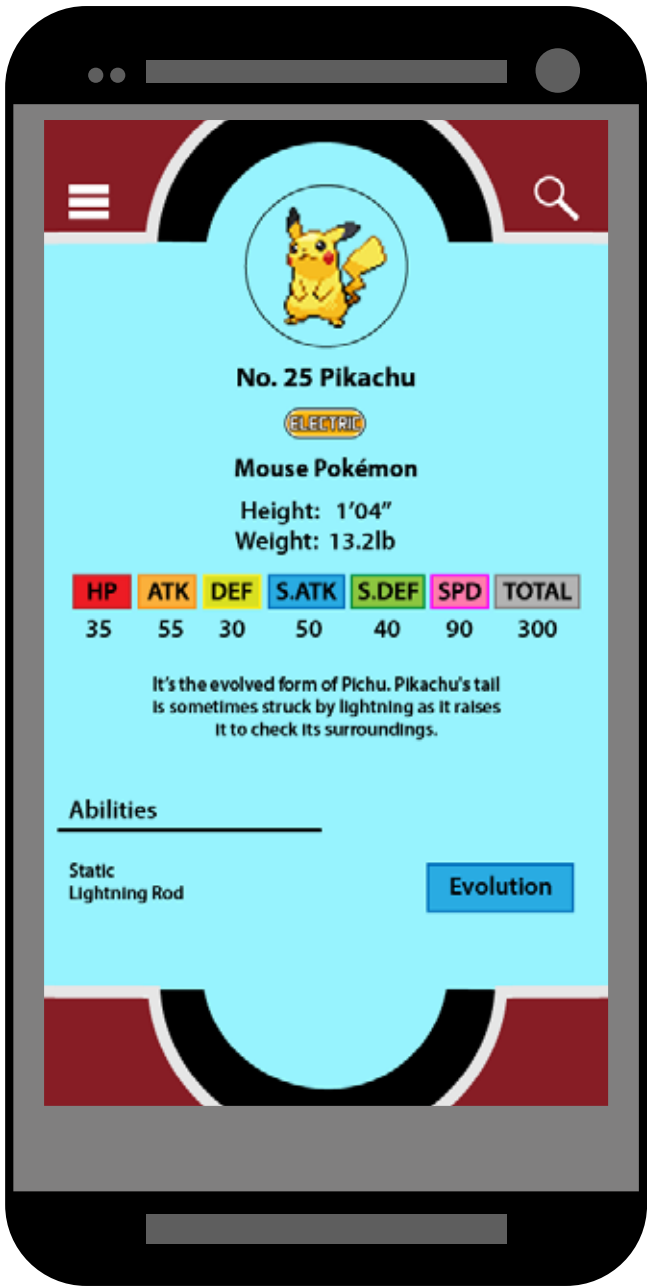 No. 25 Pikachu
ELECTRIC
Mouse Pokémon
Height: 1’04”
Weight: 13.2lb
HP ATK DEF S.ATK S.DEF SPD TOTAL
35 55 30 50 40 90 300
It’s the evolved form of Pichu. Pikachu's tail
is sometimes struck by lightning as it raises
it to check its surroundings.
Abilities
Static
Lightning Rod
Evolution